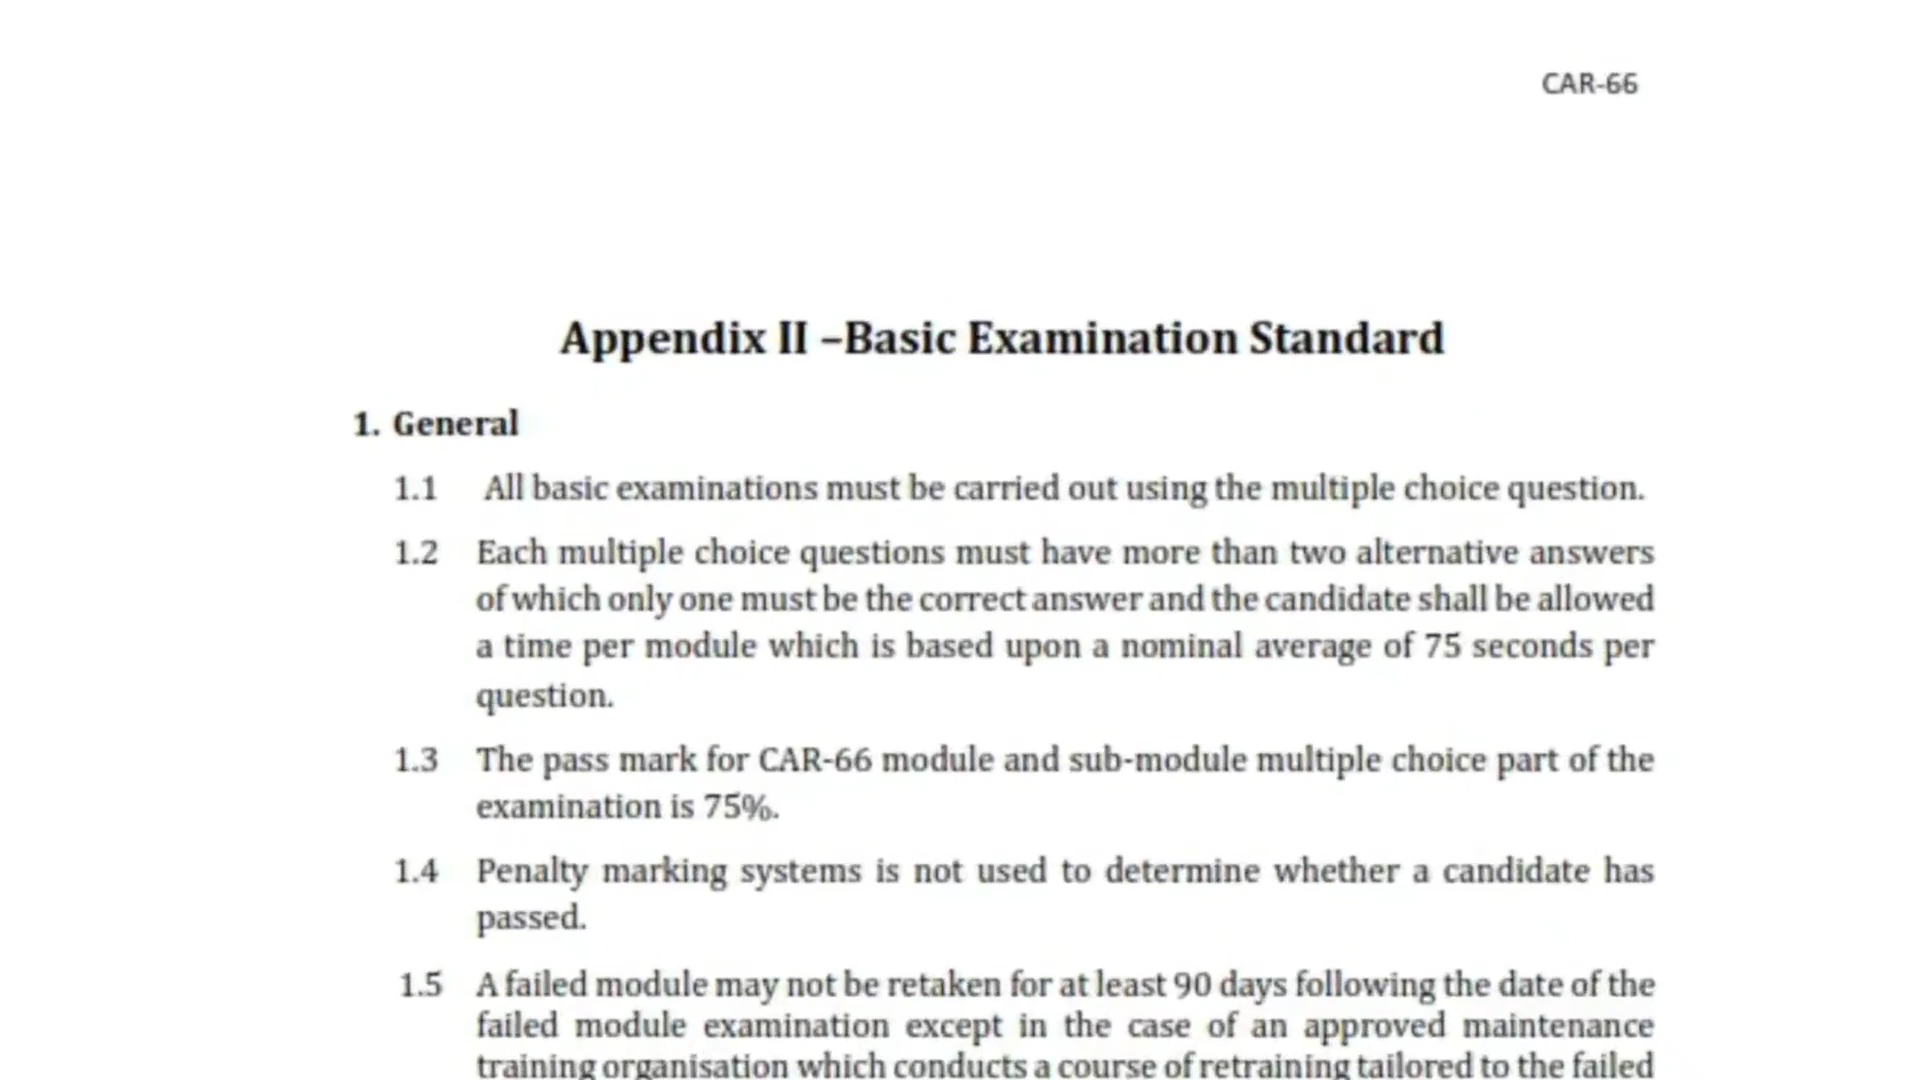 CAR-66
Appendix II –Basic Examination Standard
1. General
1.1 All basic examinations must be carried out using the multiple choice question.
1.2 Each multiple choice questions must have more than two alternative answers
of which only one must be the correct answer and the candidate shall be allowed
a time per module which is based upon a nominal average of 75 seconds per
question.
1.3 The pass mark for CAR-66 module and sub-module multiple choice part of the
examination is 75%.
1.4 Penalty marking systems is not used to determine whether a candidate has
passed.
1.5 A failed module may not be retaken for at least 90 days following the date of the
failed module examination except in the case of an approved maintenance
training organisation which conducts a course of retraining tailored to the failed